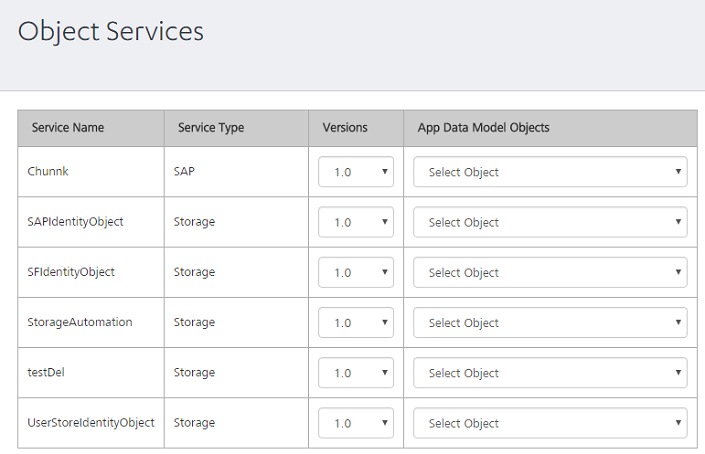 Object Services
Service Name Service Type Versions App Data Model Objects
Chunnk SAP 1.0 Select Object
SAPIdentityObject Storage 1.0 Select Object
SFIdentityObject Storage 1.0 Select Object
StorageAutomation Storage 1.0 Select Object
testDel Storage 1.0 Select Object
UserStoreIdentityObject Storage 1.0 Select Object